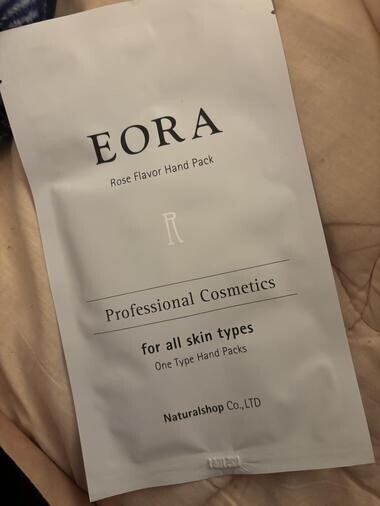 EORA
Rose Flavor Hand Pack
R
Professional Cosmetics
for all skin types
One Type Hand Packs
Naturalshop Co.,LTD